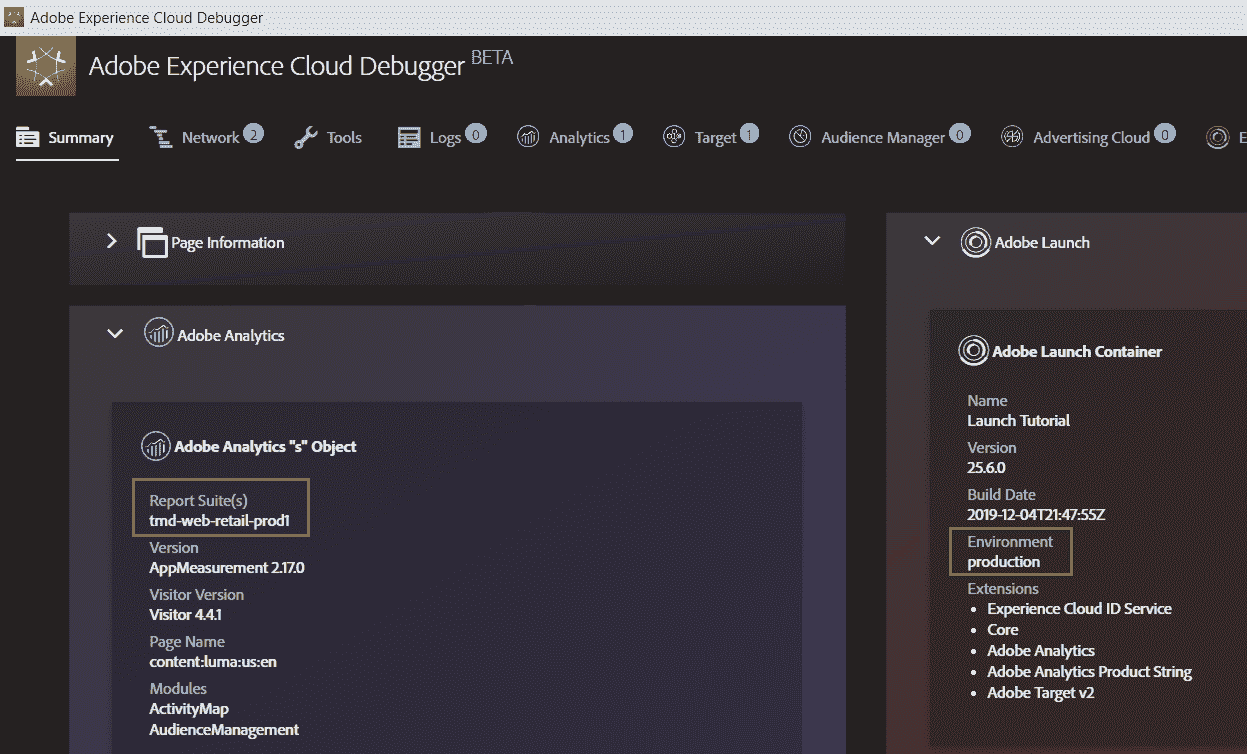 Adobe Experience Cloud Debugger
Adobe Experience Cloud Debugger BETA
Summary Network 2 Tools Logs 0 Analytics 1 Target 1 Audience Manager 0 Advertising Cloud 0 E
Page Information
Adobe Analytics
Adobe Analytics "s" Object
Report Suite(s)
tmd-web-retail-prod1
Version
AppMeasurement 2.17.0
Visitor Version
Visitor 4.4.1
Page Name
content:luma:us:en
Modules
ActivityMap
AudienceManagement
Adobe Launch
Adobe Launch Container
Name
Launch Tutorial
Version
25.6.0
Build Date
2019-12-04T21:47:55Z
Environment
production
Extensions
• Experience Cloud ID Service
• Core
• Adobe Analytics
• Adobe Analytics Product String
• Adobe Target v2